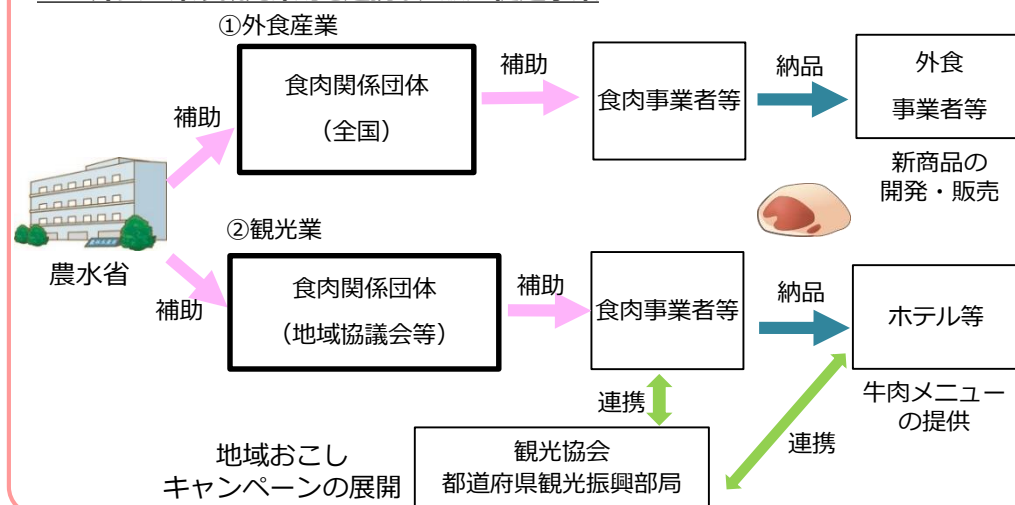 ①外食産業
補助
食肉関係団体
(全国)
補助
食肉事業者等
納品
外食
事業者等
新商品の
開発・販売
農水省
②観光業
補助
食肉関係団体
(地域協議会等)
補助
食肉事業者等
納品
ホテル等
牛肉メニュー
の提供
連携
連携
地域おこし
キャンペーンの展開
観光協会
都道府県観光振興部局